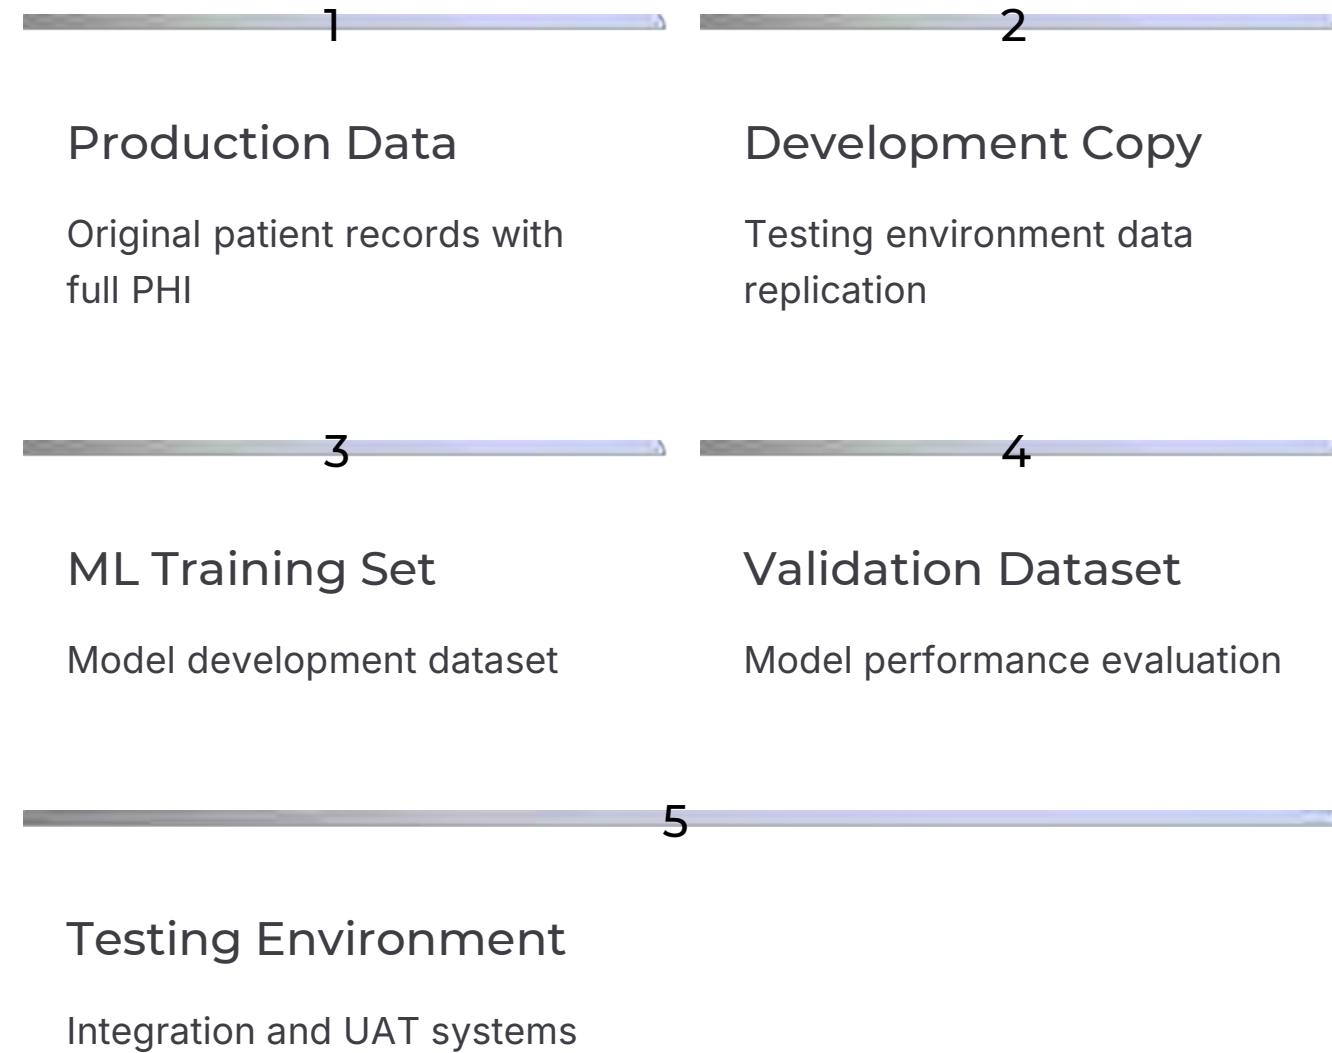 1
Production Data
Original patient records with
full PHI
2
Development Copy
Testing environment data
replication
3
ML Training Set
Model development dataset
4
Validation Dataset
Model performance evaluation
5
Testing Environment
Integration and UAT systems